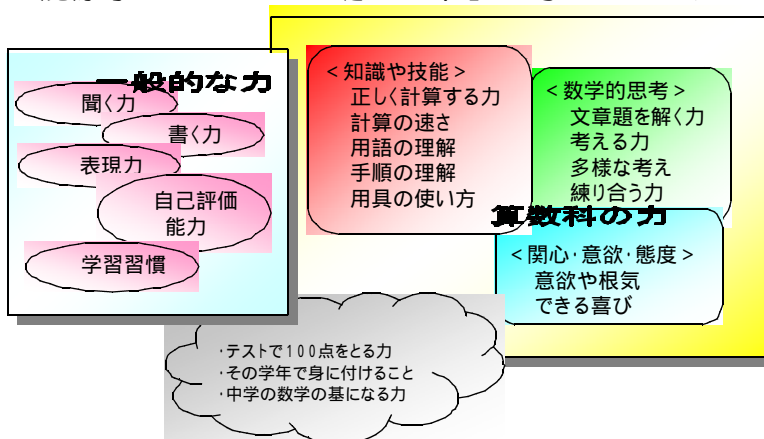 一般的な力
聞く力
書く力
表現力
自己評価
能力
学習習慣
<知識や技能>
正しく計算する力
計算の速さ
用語の理解
手順の理解
用具の使い方
<数学的思考>
文章題を解く力
考える力
多様な考え
練り合う力
算数科の力
<関心･意欲･態度>
意欲や根気
できる喜び
･テストで100点をとる力
･その学年で身に付けること
･中学の数学の基になる力